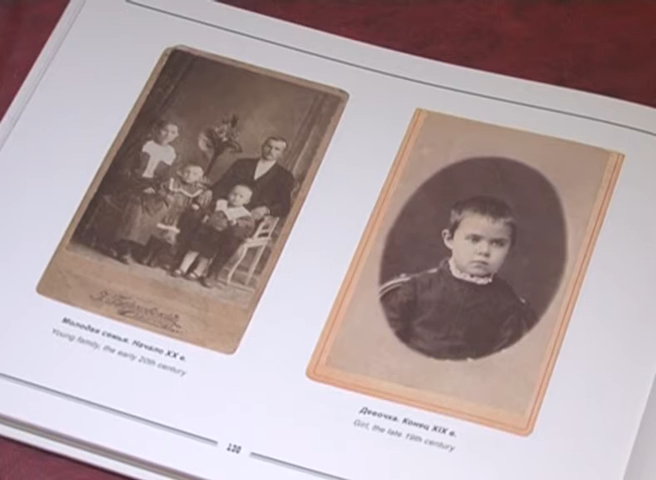 Молодая семья. Начало XX в.
Young family, the early 20th century
Девочка. Конец XIX в.
Girl, the late 19th century
130